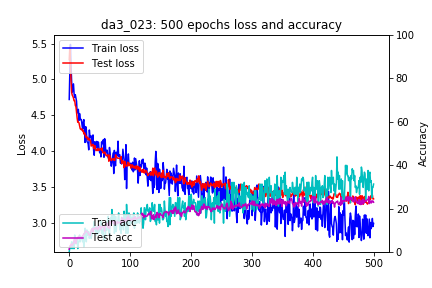 da3_023: 500 epochs loss and accuracy
Train loss
Test loss
Train acc
Test acc
Loss
5.5
5.0
4.5
4.0
3.5
3.0
Accuracy
100
80
60
40
20
0
0
100
200
300
400
500